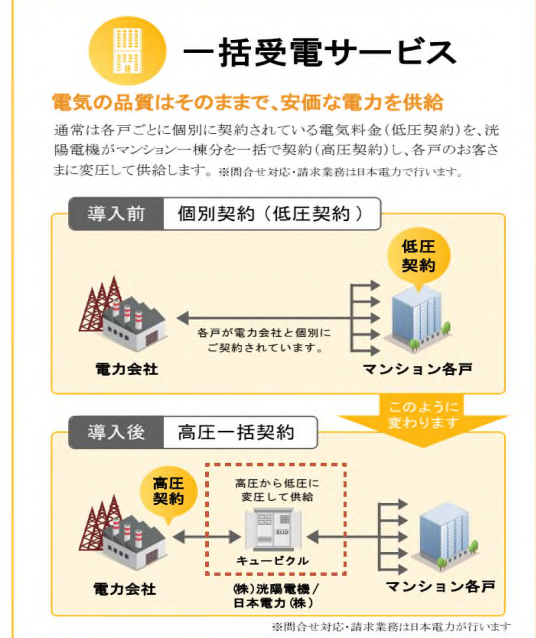 一括受電サービス
電気の品質はそのままで、安価な電力を供給
通常は各戸ごとに個別に契約されている電気料金(低圧契約)を、洸
陽電機がマンション一棟分を一括で契約(高圧契約)し、各戸のお客さ
まに変圧して供給します。※問合せ対応・請求業務は日本電力で行います。
導入前 個別契約(低圧契約)
低圧
契約
各戸が電力会社と個別に
ご契約されています。
電力会社
マンション各戸
このように
変わります
導入後 高圧一括契約
高圧
契約
高圧から低圧に
変圧して供給
キュービクル
電力会社
(株)洸陽電機/
日本電力(株)
マンション各戸
※問合せ対応・請求業務は日本電力が行います